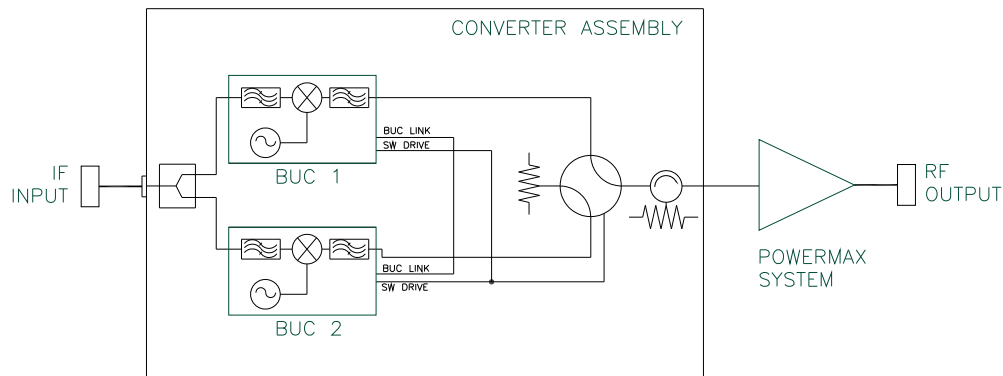 CONVERTER ASSEMBLY
BUC LINK
SW DRIVE
BUC 1
IF
INPUT
RF
OUTPUT
POWERMAX
SYSTEM
BUC LINK
SW DRIVE
BUC 2